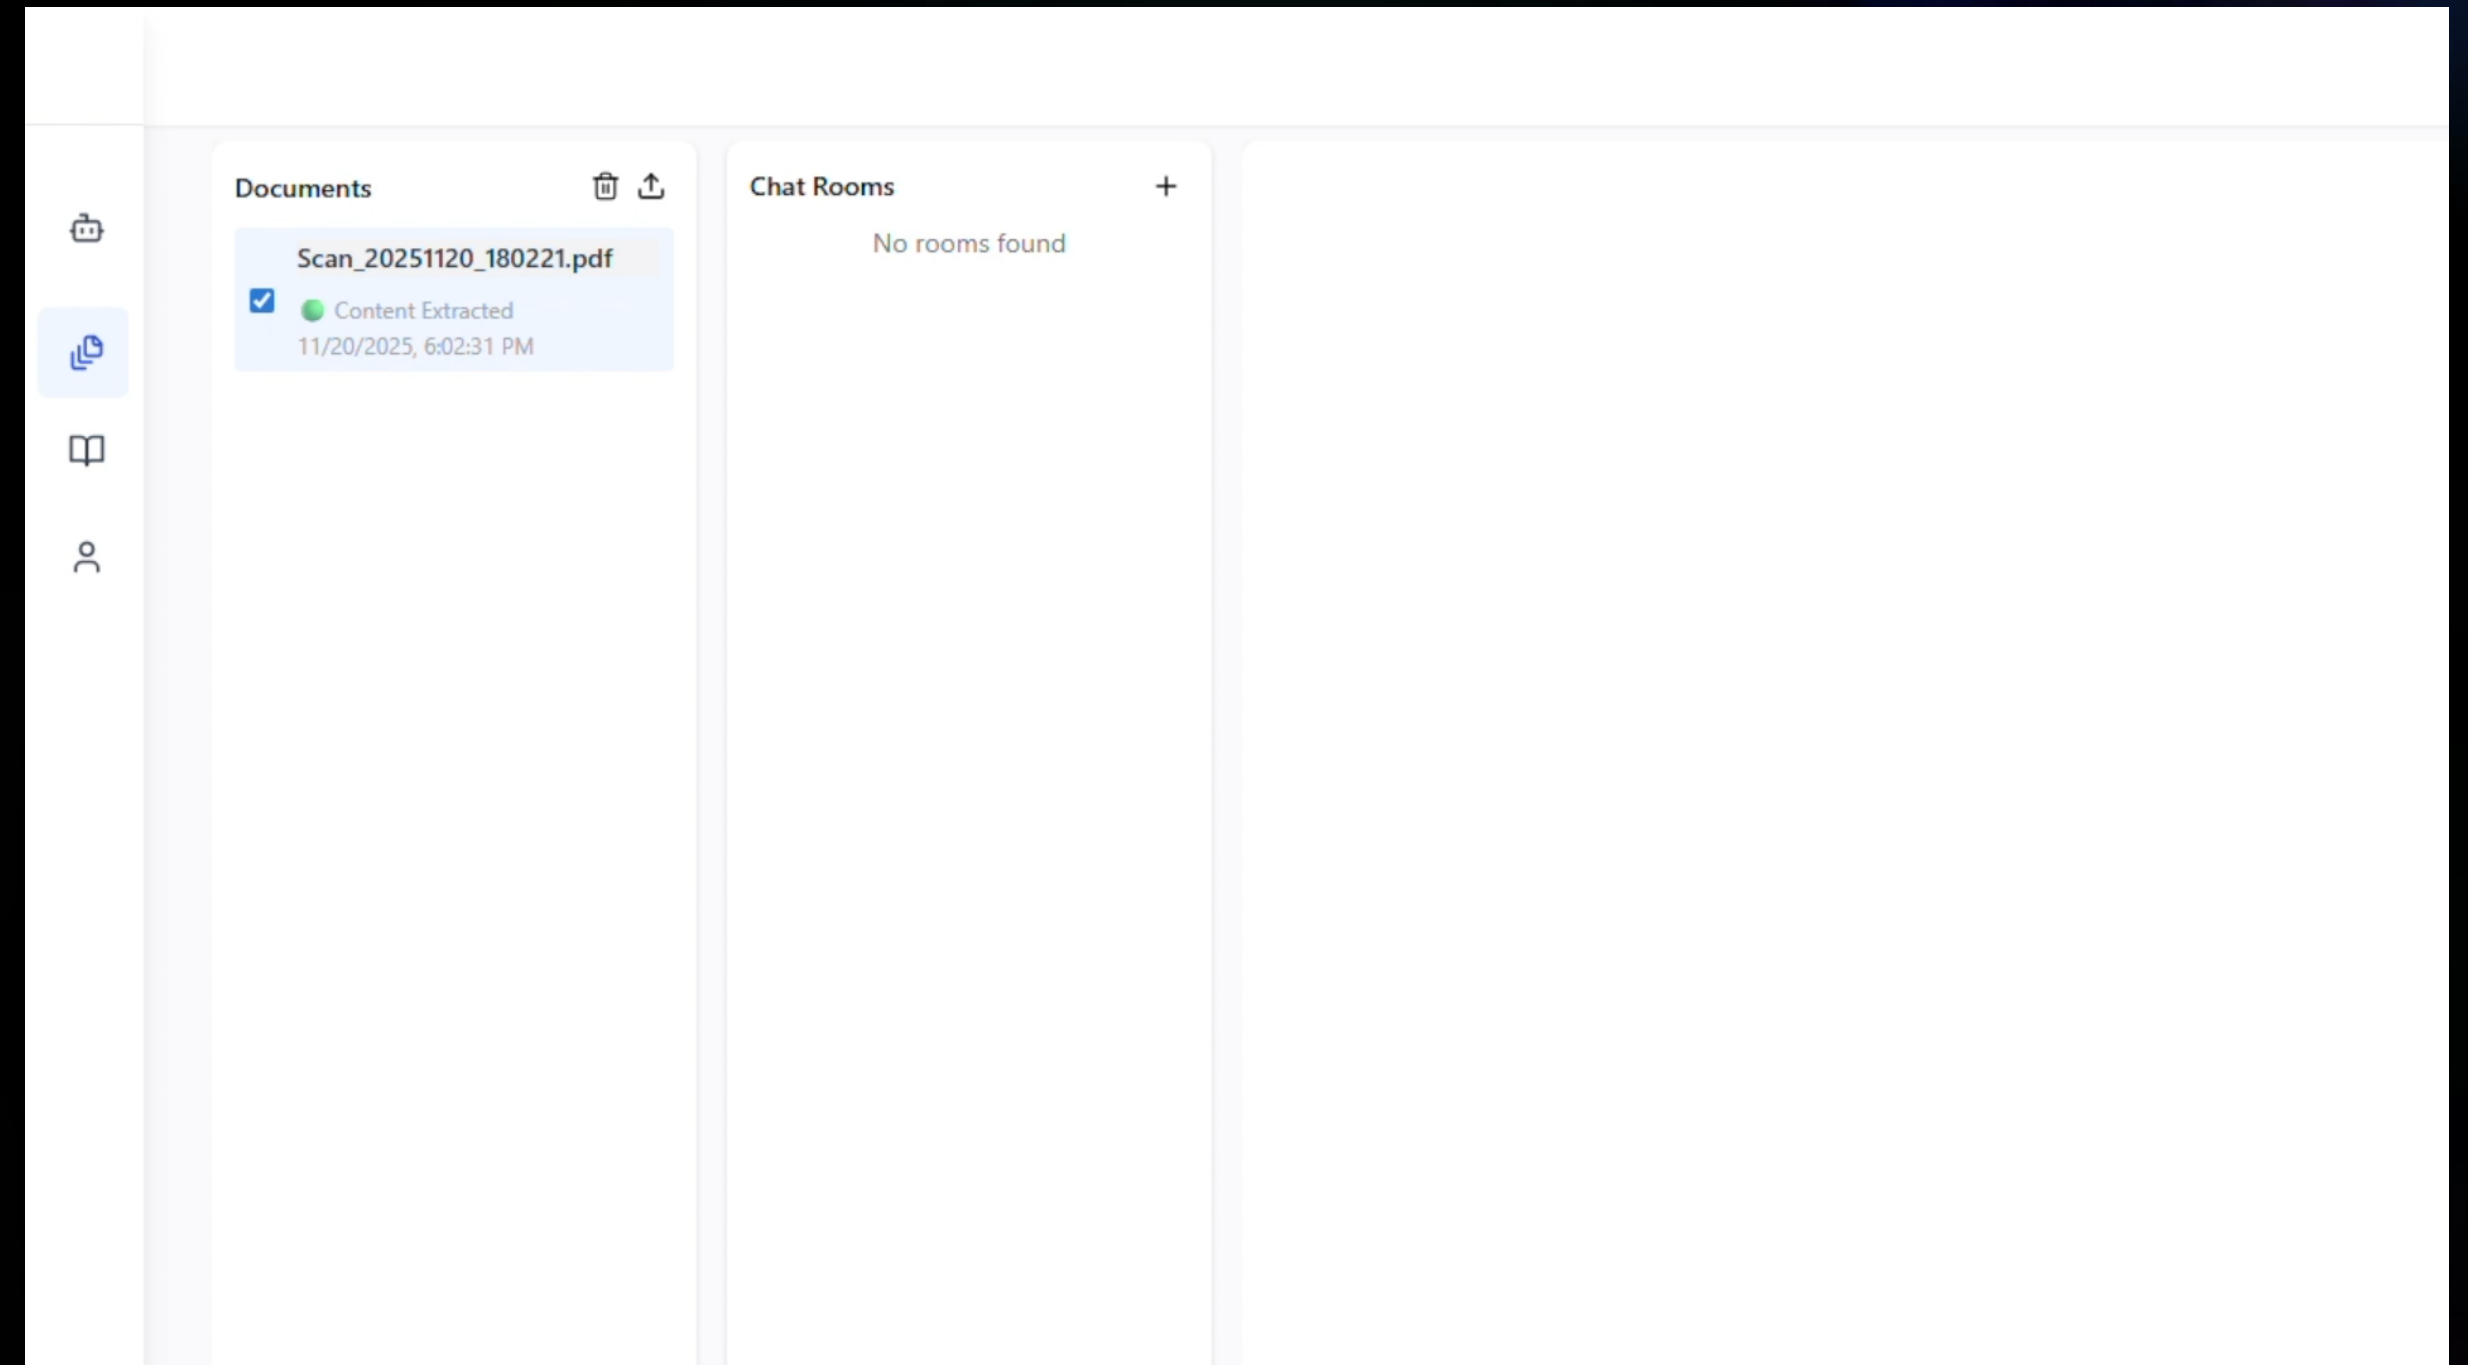 Documents
Scan_20251120_180221.pdf
Content Extracted
11/20/2025, 6:02:31 PM
Chat Rooms
No rooms found